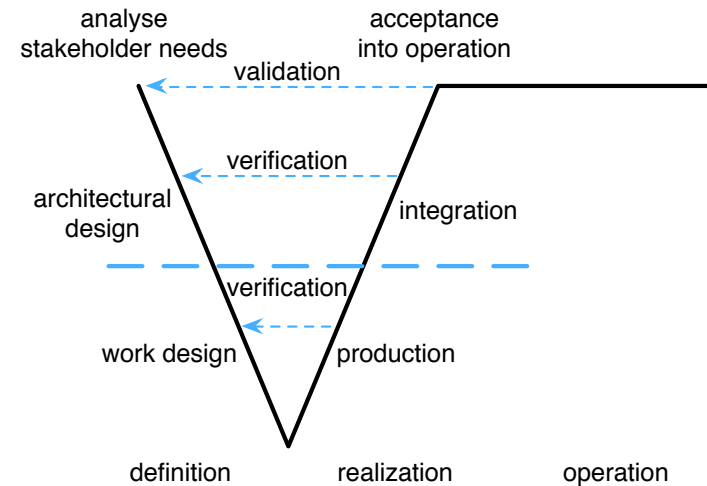 analyse
stakeholder needs
acceptance
into operation
validation
verification
architectural
design
integration
verification
work design
production
definition
realization
operation